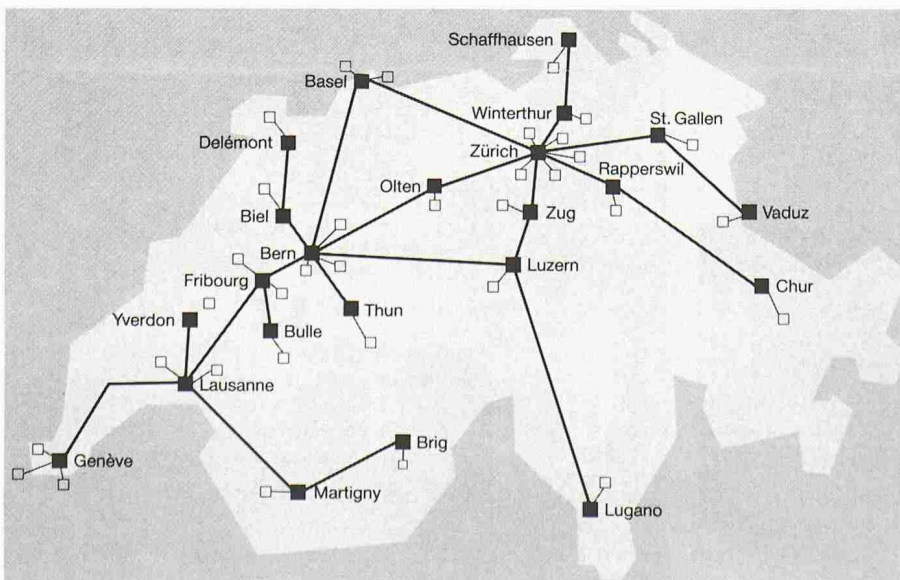 Schaffhausen
Basel
Winterthur
St. Gallen
Delémont
Zürich
Rapperswil
Olten
Biel
Zug
Vaduz
Bern
Luzern
Fribourg
Chur
Yverdon
Thun
Bulle
Lausanne
Brig
Genève
Martigny
Lugano